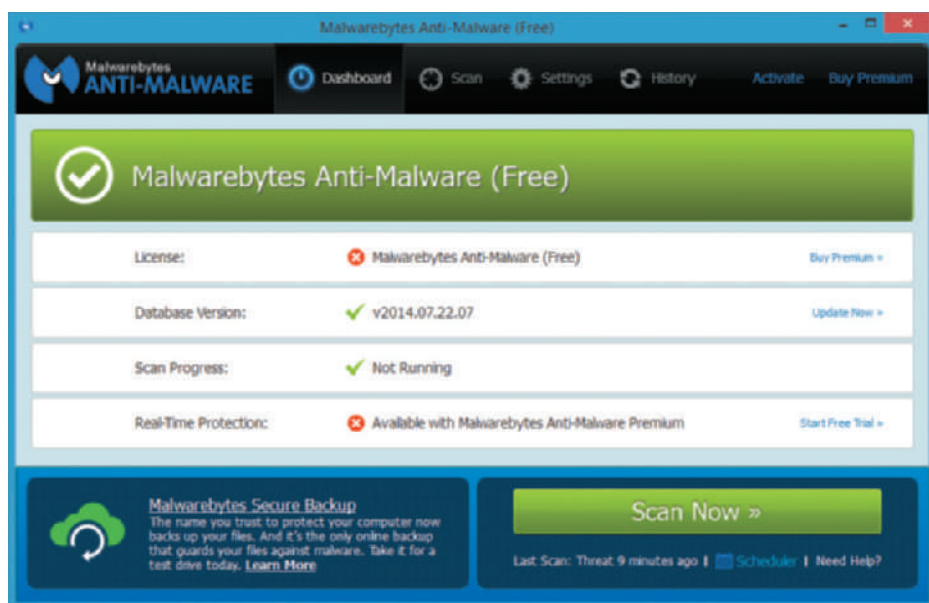 Malwarebytes Anti-Malware (Free)
Malwarebytes
ANTI-MALWARE
Dashboard
Scan
Settings
History
Activate
Buy Premium
Malwarebytes Anti-Malware (Free)
License: Malwarebytes Anti-Malware (Free) Buy Premium »
Database Version: v2014.07.22.07 Update Now »
Scan Progress: Not Running
Real-Time Protection: Available with Malwarebytes Anti-Malware Premium Start Free Trial »
Malwarebytes Secure Backup
The name you trust to protect your computer now
backs up your files. And it's the only online backup
that guards your files against malware. Take it for a
test drive today. Learn More
Scan Now »
Last Scan: Threat 9 minutes ago | Scheduler | Need Help?